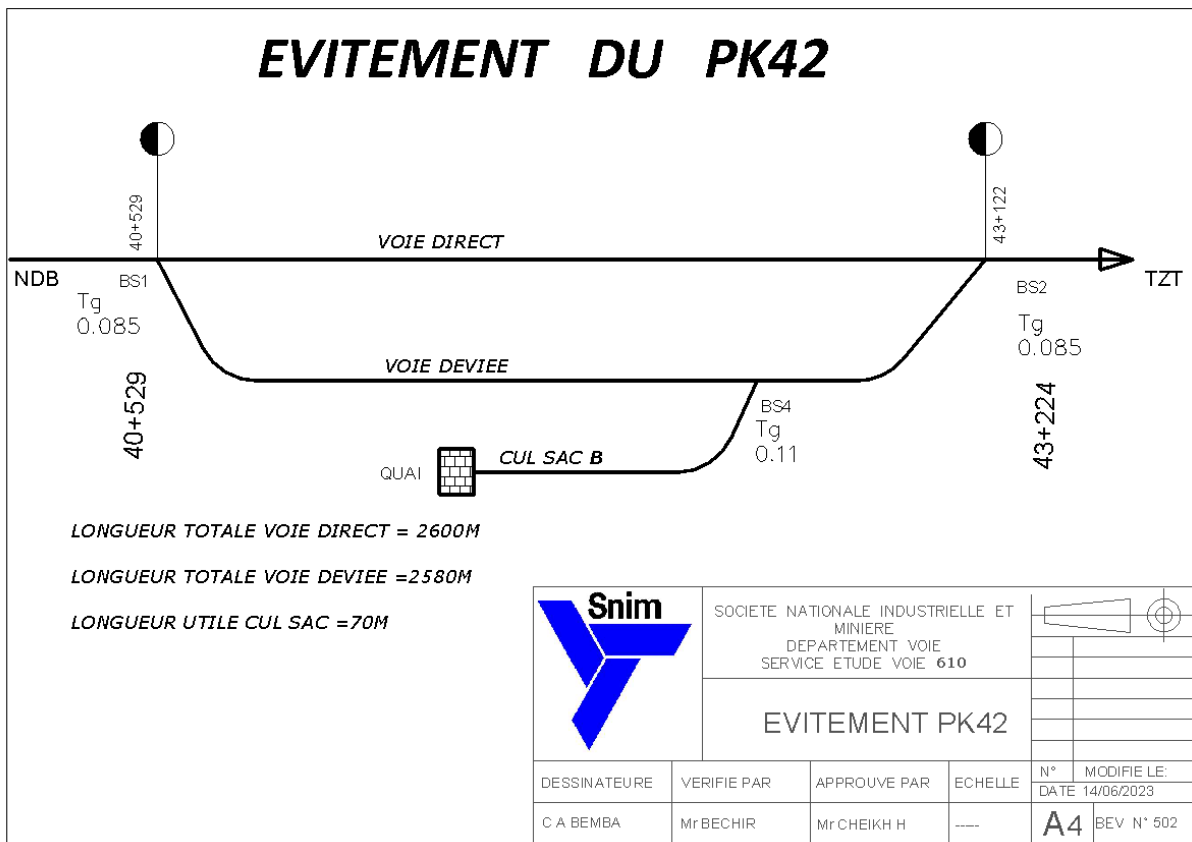 EVITEMENT DU PK42
40+529
43+122
VOIE DIRECT
NDB
BS1
TZT
BS2
Tg
0.085
Tg
0.085
VOIE DEVIEE
40+529
43+224
BS4
Tg
0.11
QUAI
CUL SAC B
LONGUEUR TOTALE VOIE DIRECT = 2600M
LONGUEUR TOTALE VOIE DEVIEE =2580M
LONGUEUR UTILE CUL SAC =70M
Snim
SOCIETE NATIONALE INDUSTRIELLE ET
MINIERE
DEPARTEMENT VOIE
SERVICE ETUDE VOIE 610
EVITEMENT PK42
DESSINATEURE
VERIFIE PAR
APPROUVE PAR
ECHELLE
N°
MODIFIE LE:
DATE 14/06/2023
C A BEMBA
Mr BECHIR
Mr CHEIKH H
----
A4
BEV N° 502